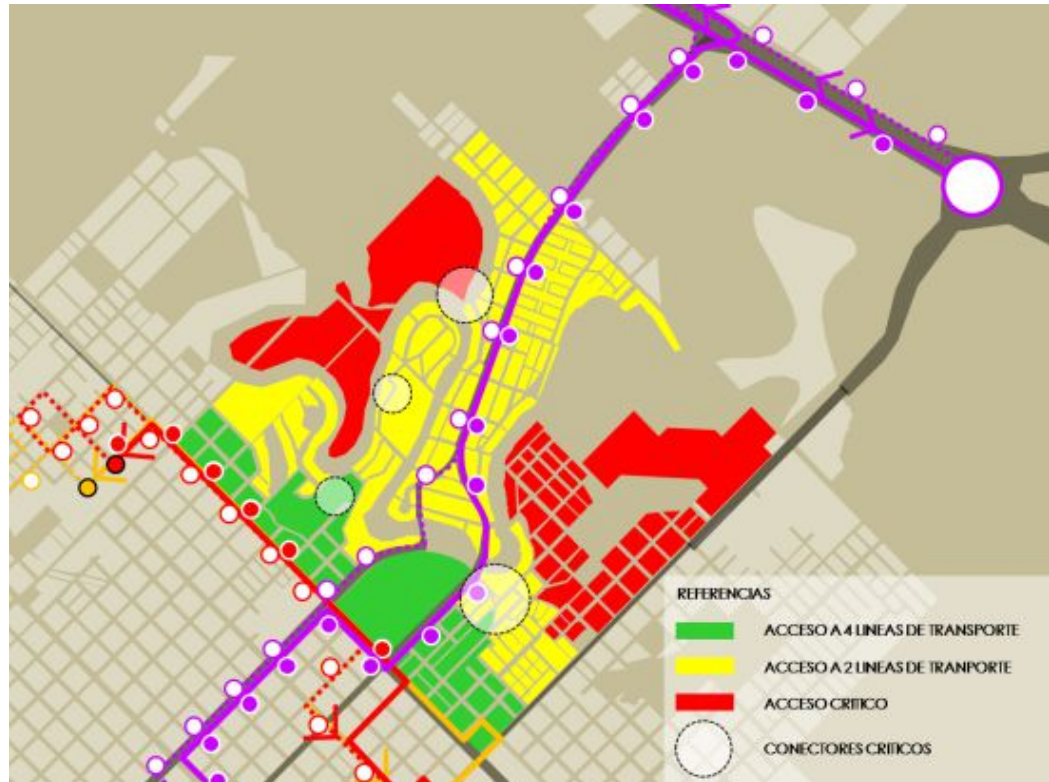 REFERENCIAS
ACCESO A 4 LINEAS DE TRANSPORTE
ACCESO A 2 LINEAS DE TRANPORTE
ACCESO CRITICO
CONECTORES CRITICOS